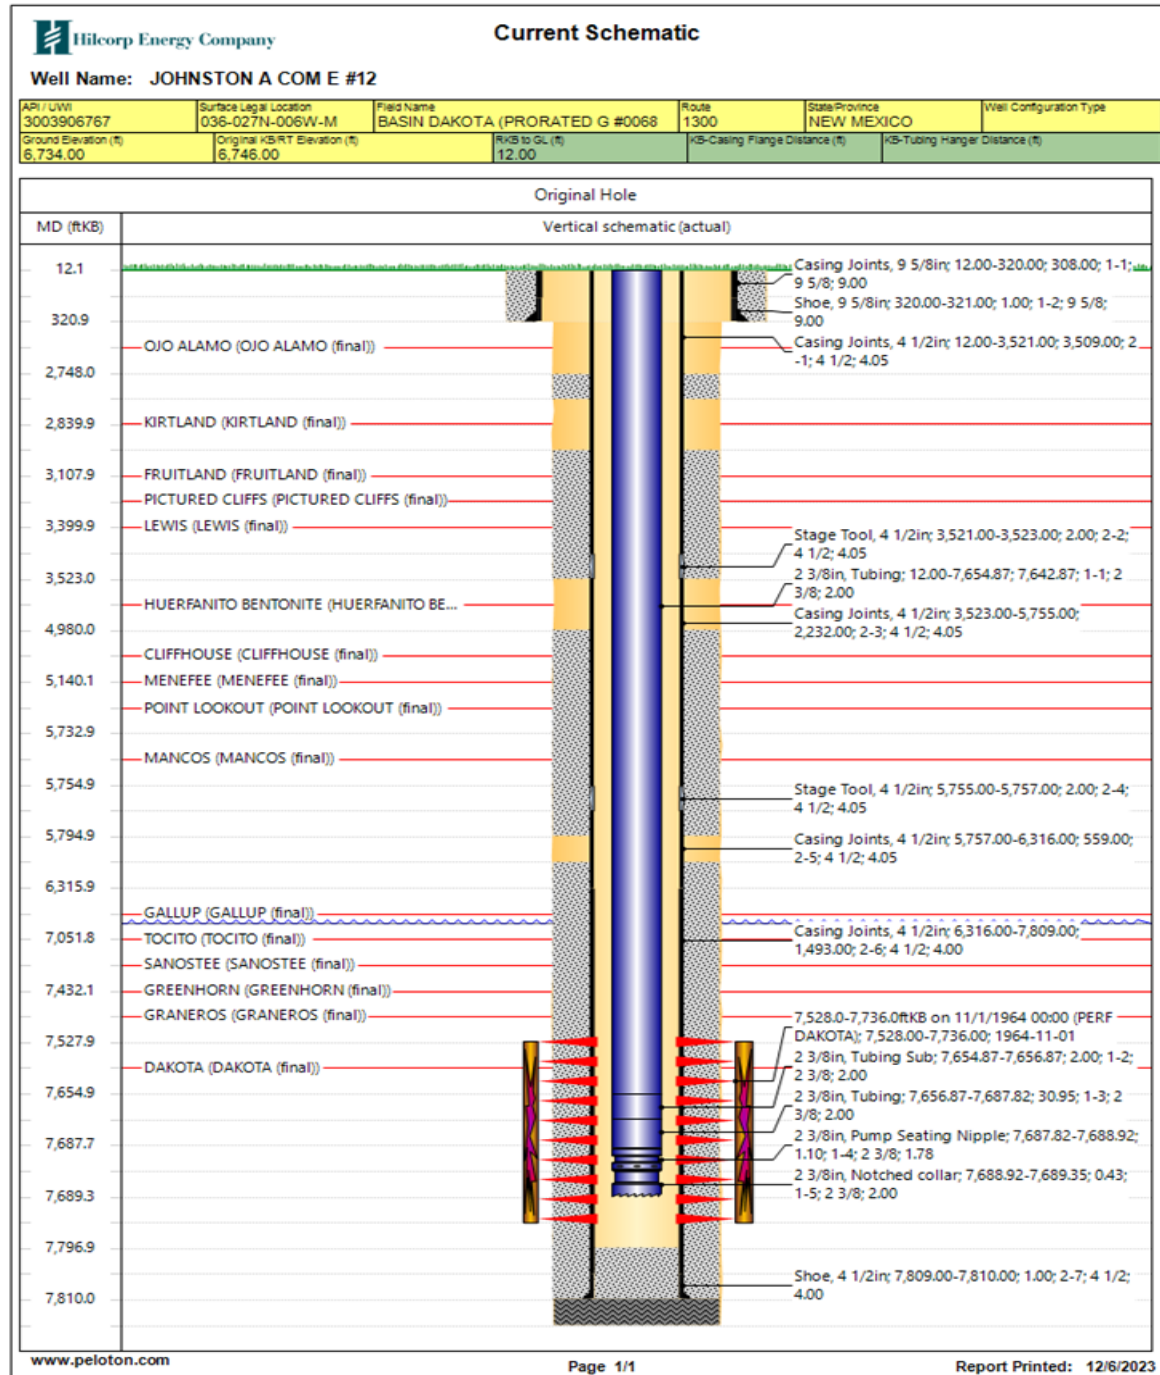 Hilcorp Energy Company
Current Schematic
Well Name: JOHNSTON A COM E #12
API / UWI
3003906767
Surface Legal Location
036-027N-006W-M
Field Name
BASIN DAKOTA (PRORATED G #0068
Route
1300
State/Province
NEW MEXICO
Well Configuration Type
Ground Elevation (ft)
6,734.00
Original KB/RT Elevation (ft)
6,746.00
RKB to GL (ft)
12.00
KB-Casing Flange Distance (ft)
KB-Tubing Hanger Distance (ft)
Original Hole
MD (ftKB)
Vertical schematic (actual)
12.1
Casing Joints, 9 5/8in; 12.00-320.00; 308.00; 1-1;
9 5/8; 9.00
Shoe, 9 5/8in; 320.00-321.00; 1.00; 1-2; 9 5/8;
9.00
320.9
OJO ALAMO (OJO ALAMO (final))
Casing Joints, 4 1/2in; 12.00-3,521.00; 3,509.00; 2
-1; 4 1/2; 4.05
2,748.0
2,839.9
KIRTLAND (KIRTLAND (final))
3,107.9
FRUITLAND (FRUITLAND (final))
PICTURED CLIFFS (PICTURED CLIFFS (final))
3,399.9
LEWIS (LEWIS (final))
Stage Tool, 4 1/2in; 3,521.00-3,523.00; 2.00; 2-2;
4 1/2; 4.05
3,523.0
2 3/8in, Tubing; 12.00-7,654.87; 7,642.87; 1-1; 2
3/8; 2.00
HUERFANITO BENTONITE (HUERFANITO BE...
Casing Joints, 4 1/2in; 3,523.00-5,755.00;
2,232.00; 2-3; 4 1/2; 4.05
4,980.0
CLIFFHOUSE (CLIFFHOUSE (final))
5,140.1
MENEFEE (MENEFEE (final))
POINT LOOKOUT (POINT LOOKOUT (final))
5,732.9
MANCOS (MANCOS (final))
5,754.9
Stage Tool, 4 1/2in; 5,755.00-5,757.00; 2.00; 2-4;
4 1/2; 4.05
5,794.9
Casing Joints, 4 1/2in; 5,757.00-6,316.00; 559.00;
2-5; 4 1/2; 4.05
6,315.9
GALLUP (GALLUP (final))
7,051.8
TOCITO (TOCITO (final))
Casing Joints, 4 1/2in; 6,316.00-7,809.00;
1,493.00; 2-6; 4 1/2; 4.00
SANOSTEE (SANOSTEE (final))
7,432.1
GREENHORN (GREENHORN (final))
GRANEROS (GRANEROS (final))
7,528.0-7,736.0ftKB on 11/1/1964 00:00 (PERF
DAKOTA); 7,528.00-7,736.00; 1964-11-01
7,527.9
2 3/8in, Tubing Sub; 7,654.87-7,656.87; 2.00; 1-2;
2 3/8; 2.00
DAKOTA (DAKOTA (final))
7,654.9
2 3/8in, Tubing; 7,656.87-7,687.82; 30.95; 1-3; 2
3/8; 2.00
7,687.7
2 3/8in, Pump Seating Nipple; 7,687.82-7,688.92;
1.10; 1-4; 2 3/8; 1.78
7,689.3
2 3/8in, Notched collar; 7,688.92-7,689.35; 0.43;
1-5; 2 3/8; 2.00
7,796.9
Shoe, 4 1/2in; 7,809.00-7,810.00; 1.00; 2-7; 4 1/2;
4.00
7,810.0
www.peloton.com
Page 1/1
Report Printed: 12/6/2023